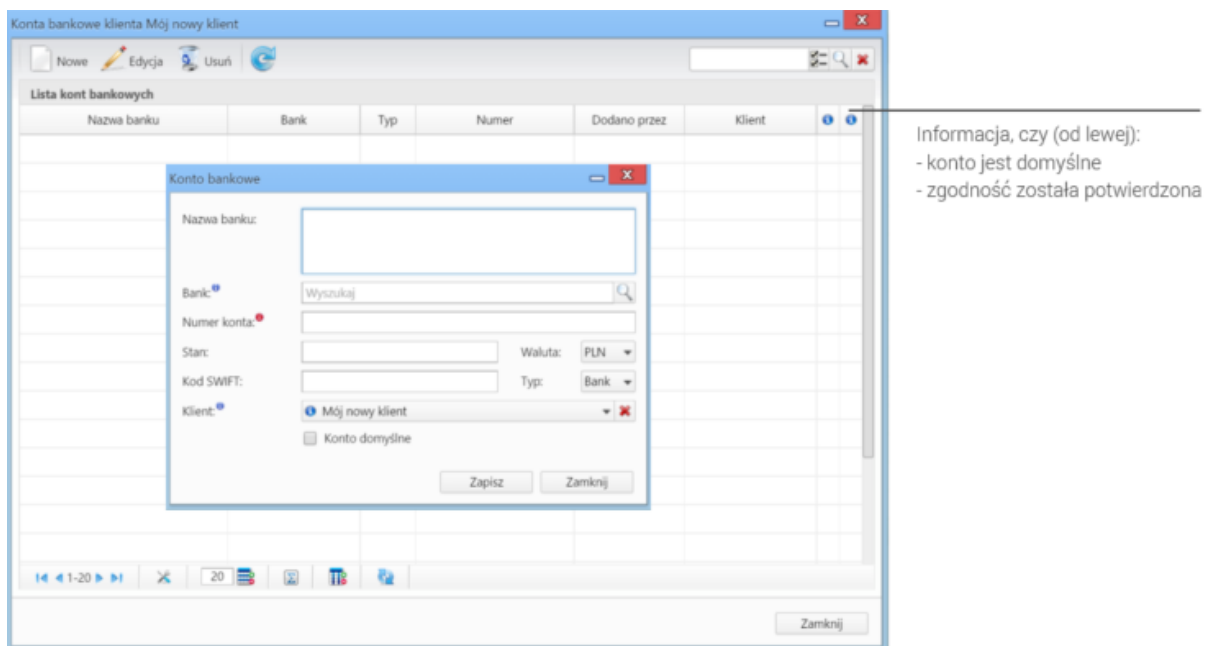 Konta bankowe klienta Mój nowy klient
Nowe Edycja Usuń
Lista kont bankowych
Nazwa banku Bank Typ Numer Dodano przez Klient
Informacja, czy (od lewej):
- konto jest domyślne
- zgodność została potwierdzona
Konto bankowe
Nazwa banku:
Bank: Wyszukaj
Numer konta:
Stan: Waluta: PLN
Kod SWIFT: Typ: Bank
Klient: Mój nowy klient
Konto domyślne
Zapisz Zamknij
1-20 20
Zamknij